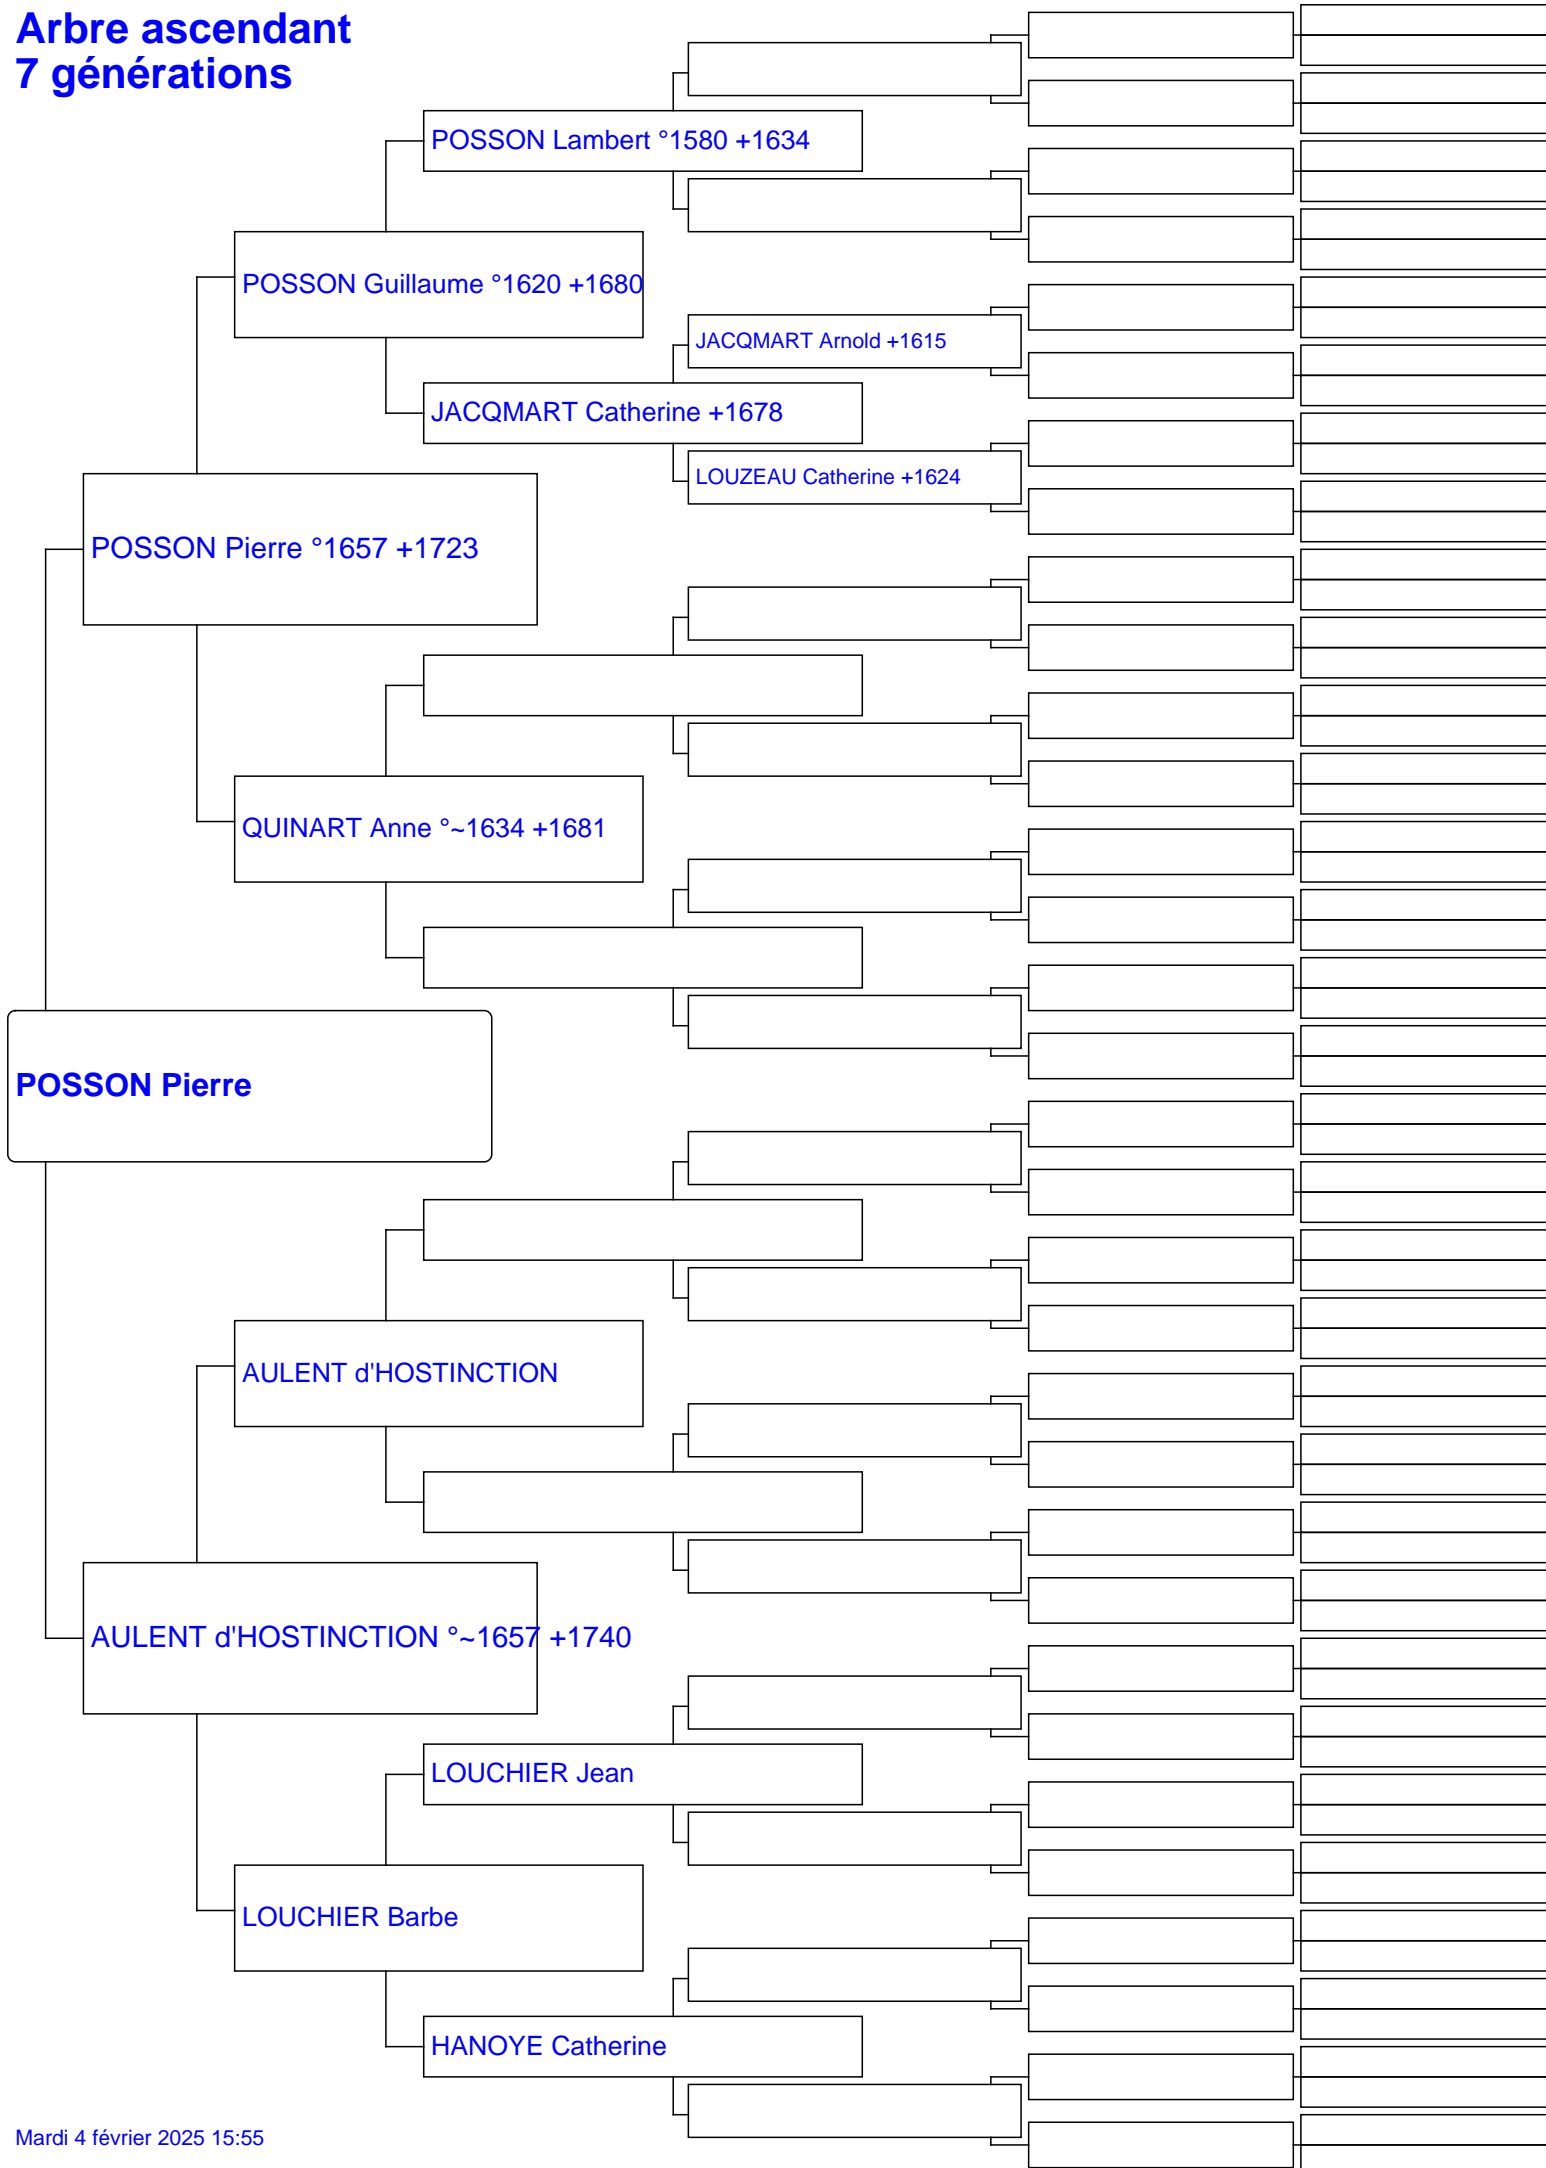 Arbre ascendant
7 générations
POSSON Lambert °1580 +1634
POSSON Guillaume °1620 +1680
JACQMART Arnold +1615
JACQMART Catherine +1678
LOUZEAU Catherine +1624
POSSON Pierre °1657 +1723
QUINART Anne °~1634 +1681
POSSON Pierre
AULENT d'HOSTINCTION
AULENT d'HOSTINCTION °~1657 +1740
LOUCHIER Jean
LOUCHIER Barbe
HANOYE Catherine
Mardi 4 février 2025 15:55